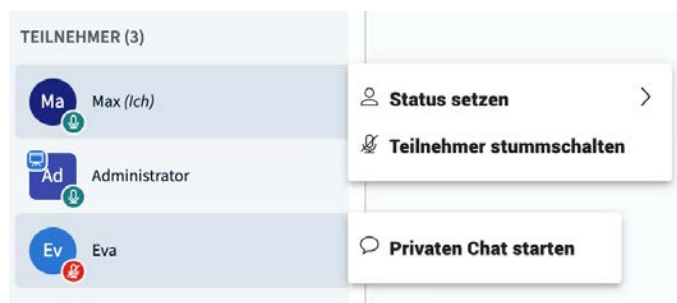 TEILNEHMER (3)
Ma Max (Ich)
Status setzen
Teilnehmer stummschalten
Ad Administrator
Ev Eva
Privaten Chat starten